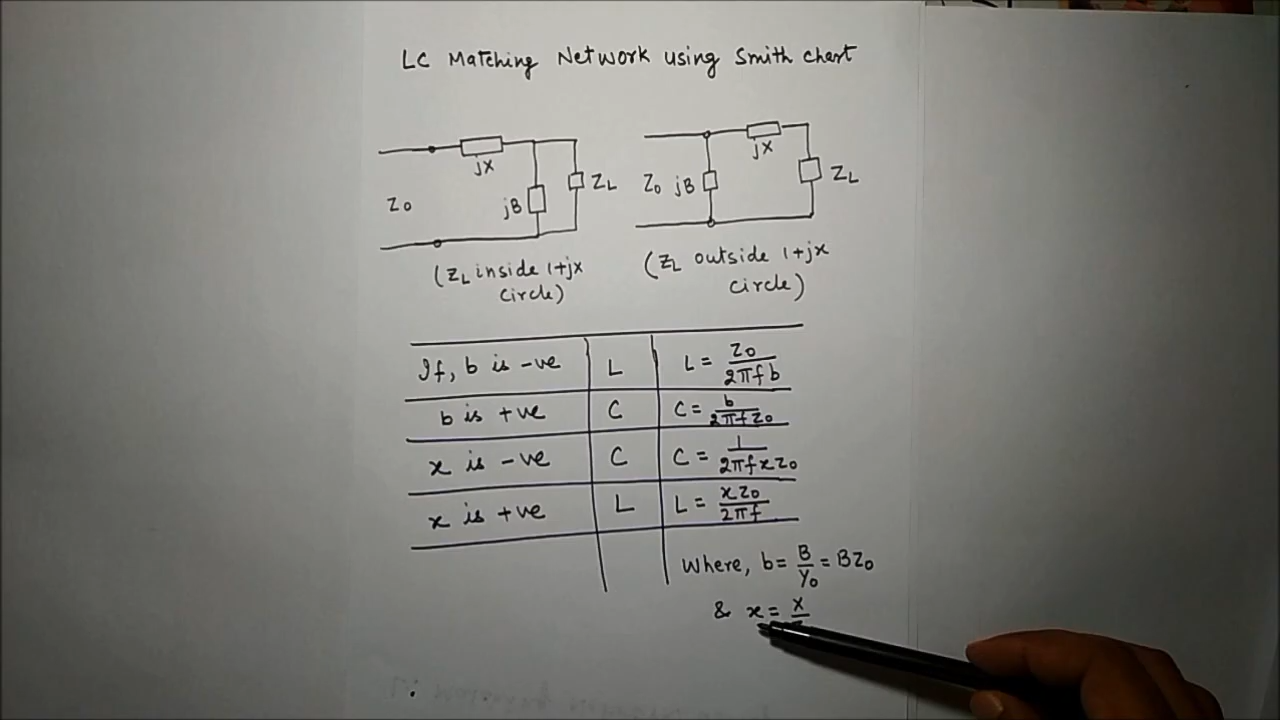 LC Matching Network using Smith chart
jX
jB
ZL
Z0
(ZL inside 1+jx
circle)
jX
Z0 jB
ZL
(ZL outside 1+jx
circle)
If, b is -ve L L = Z0 / 2πfb
b is +ve C C = b / 2πfZ0
x is -ve C C = 1 / 2πfxZ0
x is +ve L L = xZ0 / 2πf
Where, b = B / Y0 = BZ0
& x = X /